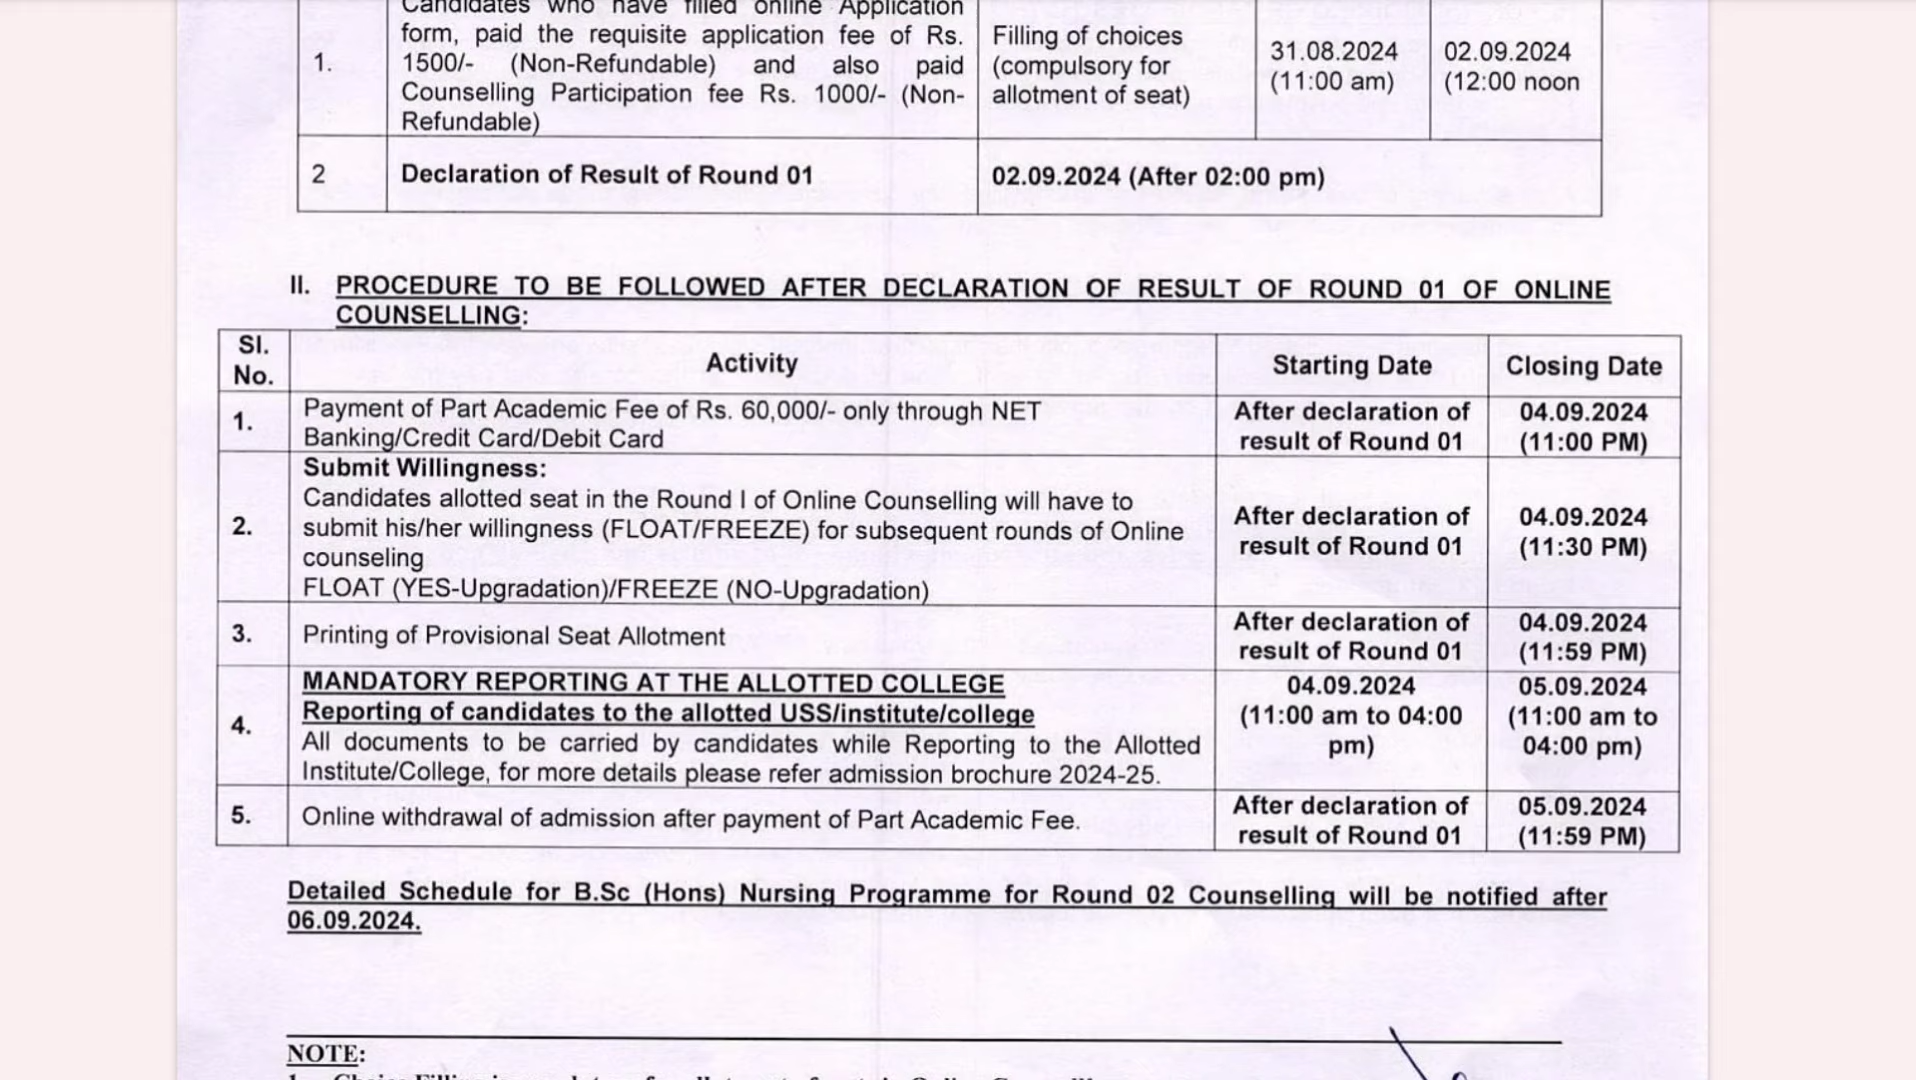 Candidates who have filled online Application
form, paid the requisite application fee of Rs.
1500/- (Non-Refundable) and also paid
Counselling Participation fee Rs. 1000/- (Non-
Refundable)
1.
Filling of choices
(compulsory for
allotment of seat)
31.08.2024
(11:00 am)
02.09.2024
(12:00 noon
2
Declaration of Result of Round 01
02.09.2024 (After 02:00 pm)
II. PROCEDURE TO BE FOLLOWED AFTER DECLARATION OF RESULT OF ROUND 01 OF ONLINE
COUNSELLING:
Sl.
No.
Activity
Starting Date
Closing Date
1.
Payment of Part Academic Fee of Rs. 60,000/- only through NET
Banking/Credit Card/Debit Card
After declaration of
result of Round 01
04.09.2024
(11:00 PM)
2.
Submit Willingness:
Candidates allotted seat in the Round I of Online Counselling will have to
submit his/her willingness (FLOAT/FREEZE) for subsequent rounds of Online
counseling
FLOAT (YES-Upgradation)/FREEZE (NO-Upgradation)
After declaration of
result of Round 01
04.09.2024
(11:30 PM)
3.
Printing of Provisional Seat Allotment
After declaration of
result of Round 01
04.09.2024
(11:59 PM)
4.
MANDATORY REPORTING AT THE ALLOTTED COLLEGE
Reporting of candidates to the allotted USS/institute/college
All documents to be carried by candidates while Reporting to the Allotted
Institute/College, for more details please refer admission brochure 2024-25.
04.09.2024
(11:00 am to 04:00
pm)
05.09.2024
(11:00 am to
04:00 pm)
5.
Online withdrawal of admission after payment of Part Academic Fee.
After declaration of
result of Round 01
05.09.2024
(11:59 PM)
Detailed Schedule for B.Sc (Hons) Nursing Programme for Round 02 Counselling will be notified after
06.09.2024.
NOTE: